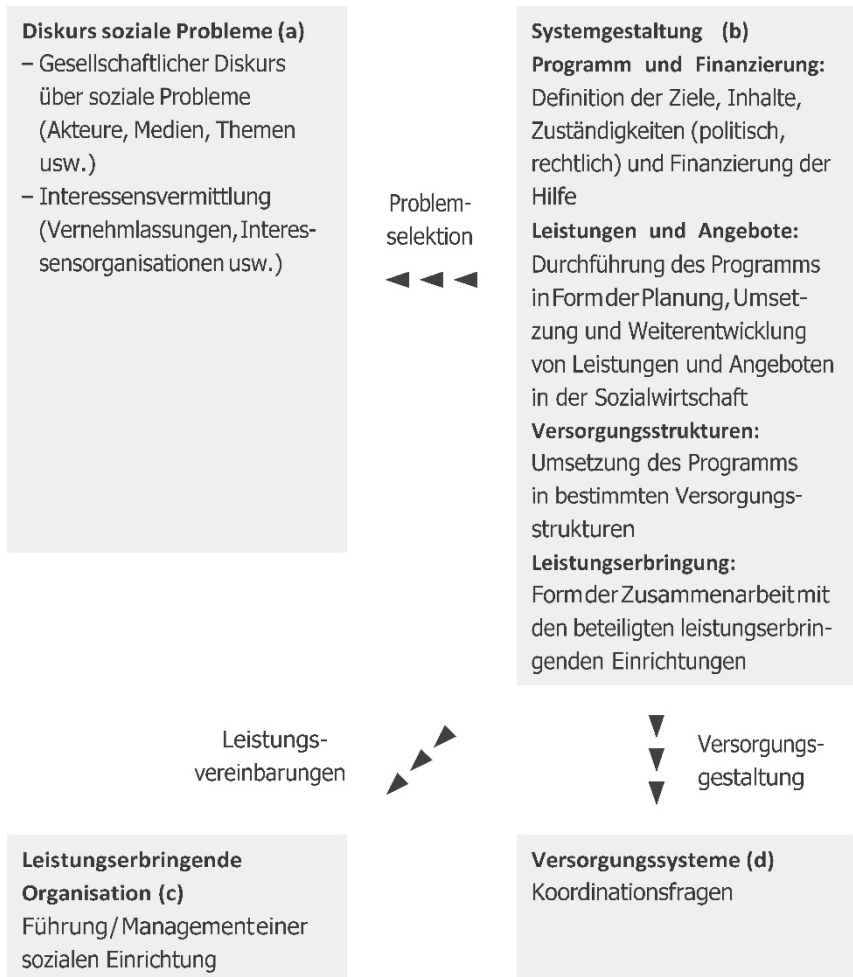 Diskurs soziale Probleme (a)
– Gesellschaftlicher Diskurs
über soziale Probleme
(Akteure, Medien, Themen
usw.)
– Interessensvermittlung
(Vernehmlassungen, Interes-
sensorganisationen usw.)
Problem-
selektion
Systemgestaltung (b)
Programm und Finanzierung:
Definition der Ziele, Inhalte,
Zuständigkeiten (politisch,
rechtlich) und Finanzierung der
Hilfe
Leistungen und Angebote:
Durchführung des Programms
in Form der Planung, Umset-
zung und Weiterentwicklung
von Leistungen und Angeboten
in der Sozialwirtschaft
Versorgungsstrukturen:
Umsetzung des Programms
in bestimmten Versorgungs-
strukturen
Leistungserbringung:
Form der Zusammenarbeit mit
den beteiligten leistungserbrin-
genden Einrichtungen
Leistungs-
vereinbarungen
Versorgungs-
gestaltung
Leistungserbringende
Organisation (c)
Führung/Management einer
sozialen Einrichtung
Versorgungssysteme (d)
Koordinationsfragen